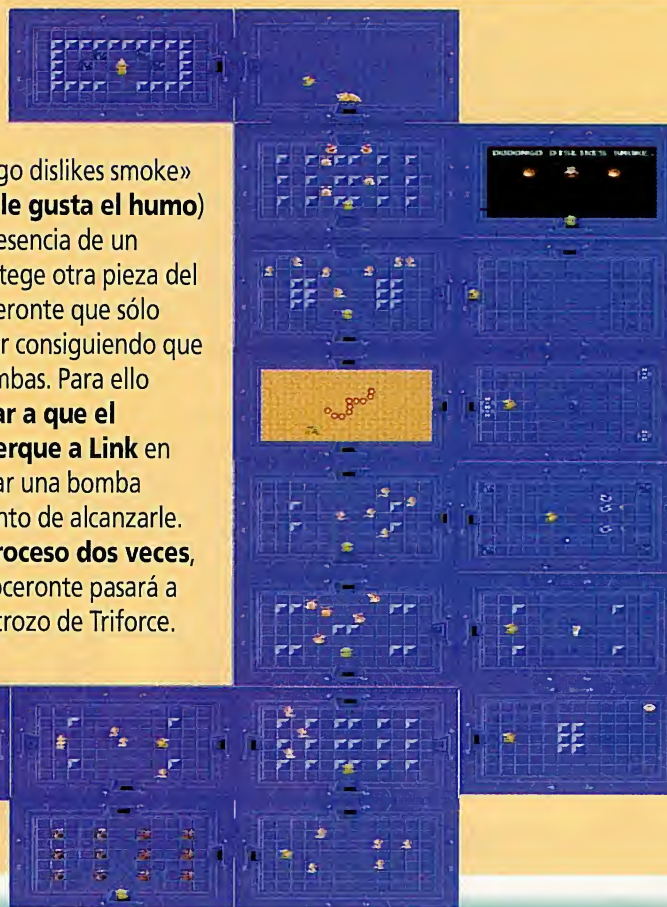 go dislikes smoke»
le gusta el humo)
esencia de un
tege otra pieza del
eronte que sólo
r consiguiendo que
mbas. Para ello
ar a que el
erque a Link en
ar una bomba
nto de alcanzarle.
roceso dos veces,
oceronte pasará a
trozo de Triforce.
DODONGO DISLIKES SMOKE.